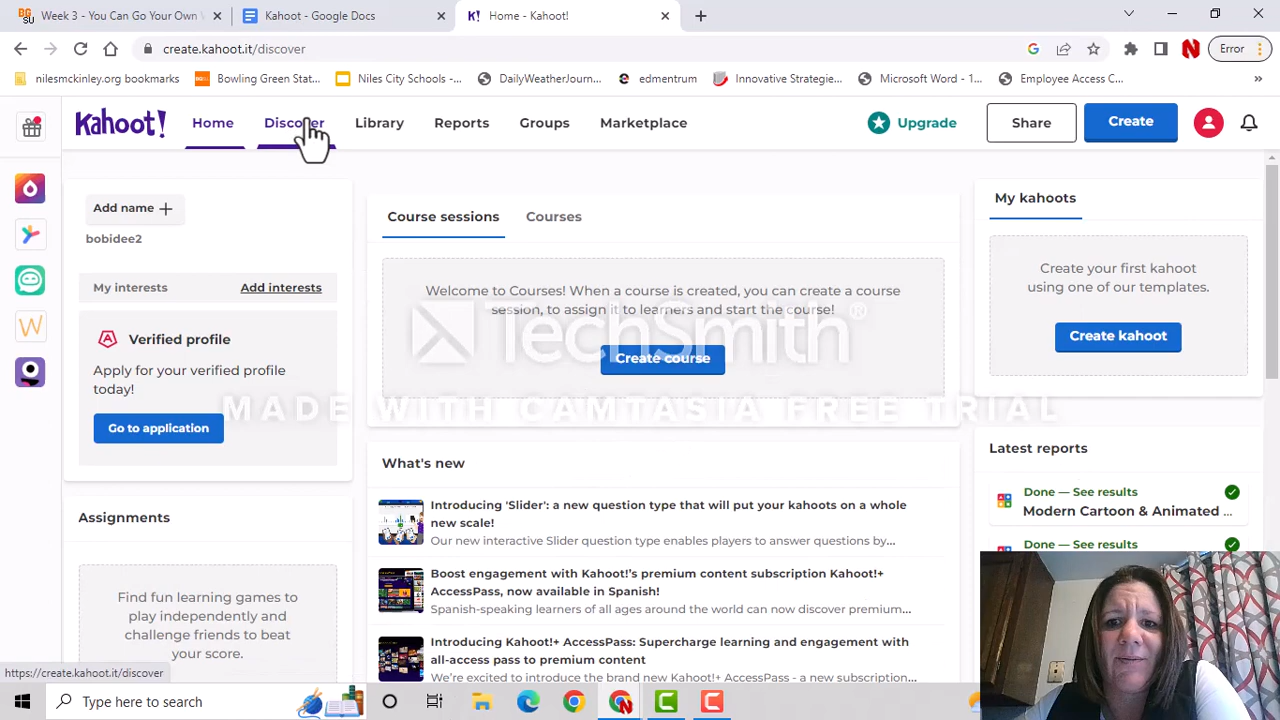 Week 3 - You Can Go Your Own
Kahoot - Google Docs
K! Home - Kahoot!
create.kahoot.it/discover
Error
nilesmckinley.org bookmarks
Bowling Green Stat...
Niles City Schools -...
DailyWeatherJourn...
edmentrum
Innovative Strategie...
Microsoft Word - 1...
Employee Access C...
»
Kahoot!
Home
Discover
Library
Reports
Groups
Marketplace
Upgrade
Share
Create
Add name +
bobidee2
My interests
Add interests
Verified profile
Apply for your verified profile
today!
Go to application
Assignments
Find fun learning games to
play independently and
challenge friends to beat
your score.
Course sessions
Courses
Welcome to Courses! When a course is created, you can create a course
session, to assign it to learners and start the course!
Create course
TechSmith®
MADE WITH CAMTASIA FREE TRIAL
What's new
Introducing 'Slider': a new question type that will put your kahoots on a whole
new scale!
Our new interactive Slider question type enables players to answer questions by...
Boost engagement with Kahoot!'s premium content subscription Kahoot!+
AccessPass, now available in Spanish!
Spanish-speaking learners of all ages around the world can now discover premium...
Introducing Kahoot!+ AccessPass: Supercharge learning and engagement with
all-access pass to premium content
We're excited to introduce the brand new Kahoot!+ AccessPass - a new subscription...
My kahoots
Create your first kahoot
using one of our templates.
Create kahoot
Latest reports
Done — See results
Modern Cartoon & Animated ...
Done — See results
https://create.kahoot.it/discover
Type here to search